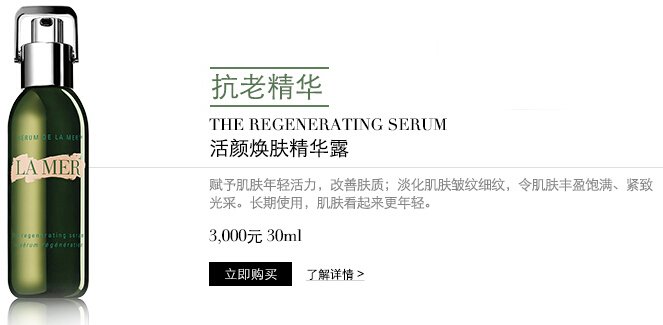 SERUM DE LA MER
LA MER
the regenerating serum
le sérum régénération
抗老精华
THE REGENERATING SERUM
活颜焕肤精华露
赋予肌肤年轻活力，改善肤质；淡化肌肤皱纹细纹，令肌肤丰盈饱满、紧致
光采。长期使用，肌肤看起来更年轻。
3,000元 30ml
立即购买
了解详情 >